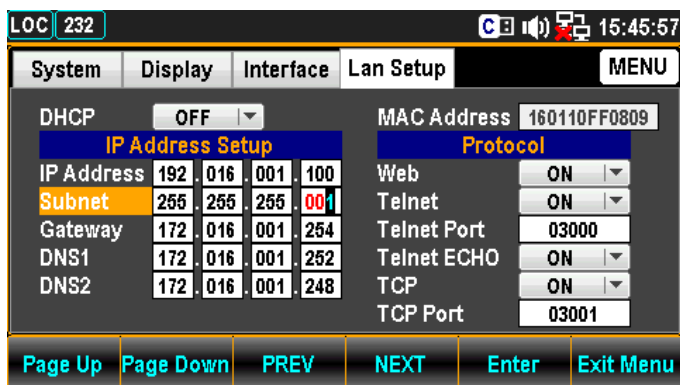 LOC 232 C 15:45:57
System Display Interface Lan Setup MENU
DHCP OFF MAC Address 160110FF0809
IP Address Setup Protocol
IP Address 192 . 016 . 001 . 100 Web ON
Subnet 255 . 255 . 255 . 001 Telnet ON
Gateway 172 . 016 . 001 . 254 Telnet Port 03000
DNS1 172 . 016 . 001 . 252 Telnet ECHO ON
DNS2 172 . 016 . 001 . 248 TCP ON
TCP Port 03001
Page Up Page Down PREV NEXT Enter Exit Menu